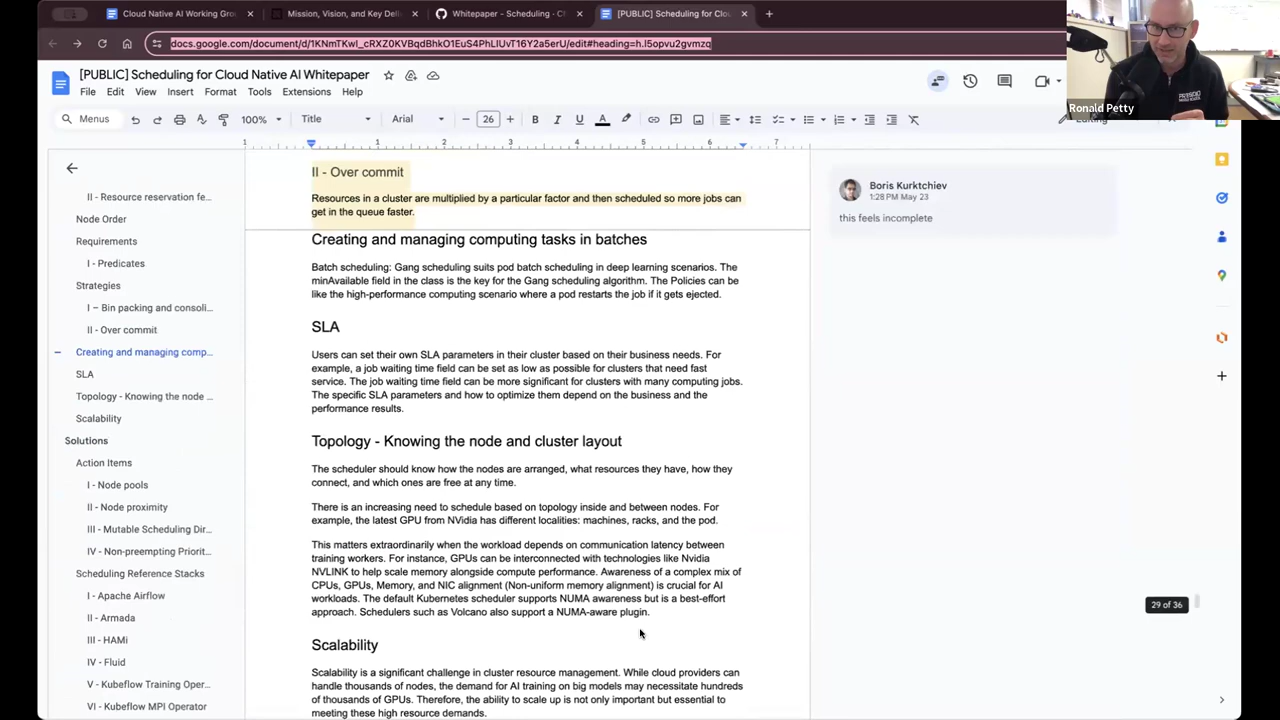 Cloud Native AI Working Gro
Mission, Vision, and Key Deli
Whitepaper - Scheduling · C
[PUBLIC] Scheduling for Clou
docs.google.com/document/d/1KNmTKwI_cRXZ0KVBqdBhkO1EuS4PhLIUvT16Y2a5erU/edit#heading=h.l5opvu2gvmzq
Ronald Petty
[PUBLIC] Scheduling for Cloud Native AI Whitepaper
File Edit View Insert Format Tools Extensions Help
Menus 100% Title Arial 26 B I U A
1 1 2 3 4 5 6 7
II - Resource reservation fe...
Node Order
Requirements
I - Predicates
Strategies
I – Bin packing and consoli...
II - Over commit
Creating and managing comp...
SLA
Topology - Knowing the node ...
Scalability
Solutions
Action Items
I - Node pools
II - Node proximity
III - Mutable Scheduling Dir...
IV - Non-preempting Priorit...
Scheduling Reference Stacks
I - Apache Airflow
II - Armada
III - HAMi
IV - Fluid
V - Kubeflow Training Oper...
VI - Kubeflow MPI Operator
II - Over commit
Resources in a cluster are multiplied by a particular factor and then scheduled so more jobs can
get in the queue faster.
Creating and managing computing tasks in batches
Batch scheduling: Gang scheduling suits pod batch scheduling in deep learning scenarios. The
minAvailable field in the class is the key for the Gang scheduling algorithm. The Policies can be
like the high-performance computing scenario where a pod restarts the job if it gets ejected.
SLA
Users can set their own SLA parameters in their cluster based on their business needs. For
example, a job waiting time field can be set as low as possible for clusters that need fast
service. The job waiting time field can be more significant for clusters with many computing jobs.
The specific SLA parameters and how to optimize them depend on the business and the
performance results.
Topology - Knowing the node and cluster layout
The scheduler should know how the nodes are arranged, what resources they have, how they
connect, and which ones are free at any time.
There is an increasing need to schedule based on topology inside and between nodes. For
example, the latest GPU from NVidia has different localities: machines, racks, and the pod.
This matters extraordinarily when the workload depends on communication latency between
training workers. For instance, GPUs can be interconnected with technologies like Nvidia
NVLINK to help scale memory alongside compute performance. Awareness of a complex mix of
CPUs, GPUs, Memory, and NIC alignment (Non-uniform memory alignment) is crucial for AI
workloads. The default Kubernetes scheduler supports NUMA awareness but is a best-effort
approach. Schedulers such as Volcano also support a NUMA-aware plugin.
Scalability
Scalability is a significant challenge in cluster resource management. While cloud providers can
handle thousands of nodes, the demand for AI training on big models may necessitate hundreds
of thousands of GPUs. Therefore, the ability to scale up is not only important but essential to
meeting these high resource demands.
Boris Kurktchiev
1:28 PM May 23
this feels incomplete
29 of 36